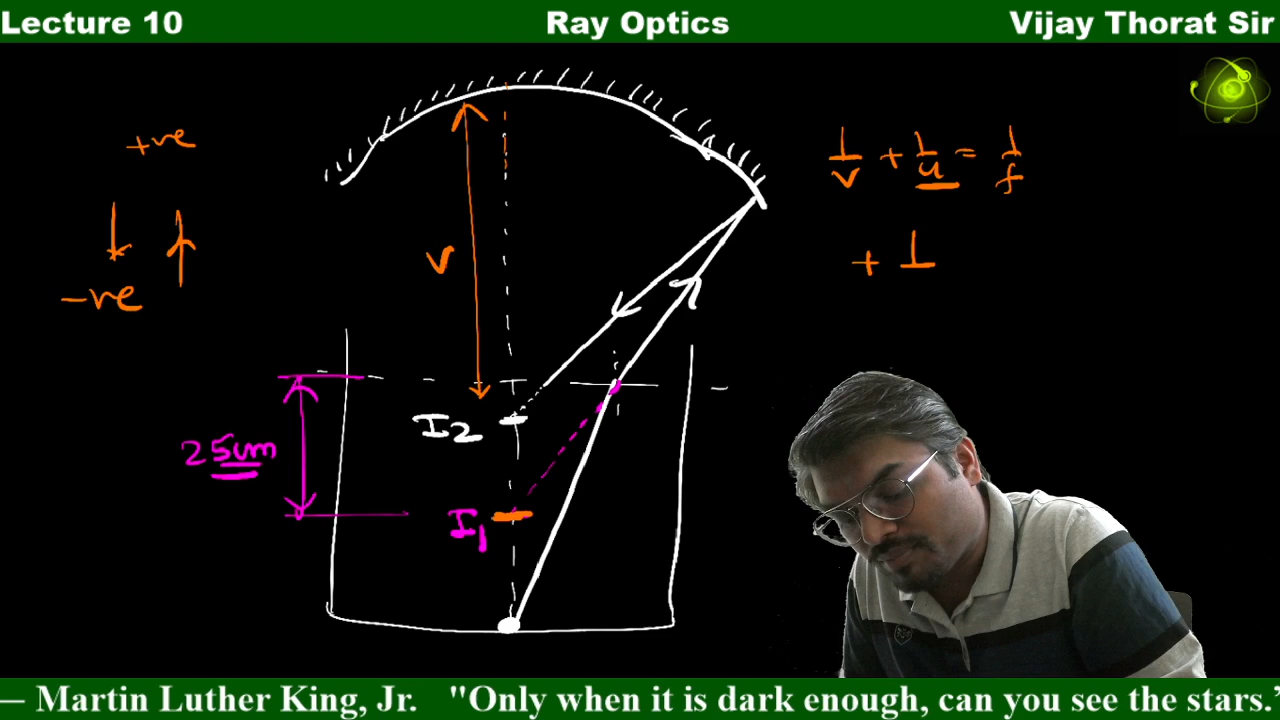 Lecture 10 Ray Optics Vijay Thorat Sir
+ve
-ve
v
1/v + 1/u = 1/f
+ 1
25cm
I2
I1
— Martin Luther King, Jr. "Only when it is dark enough, can you see the stars."